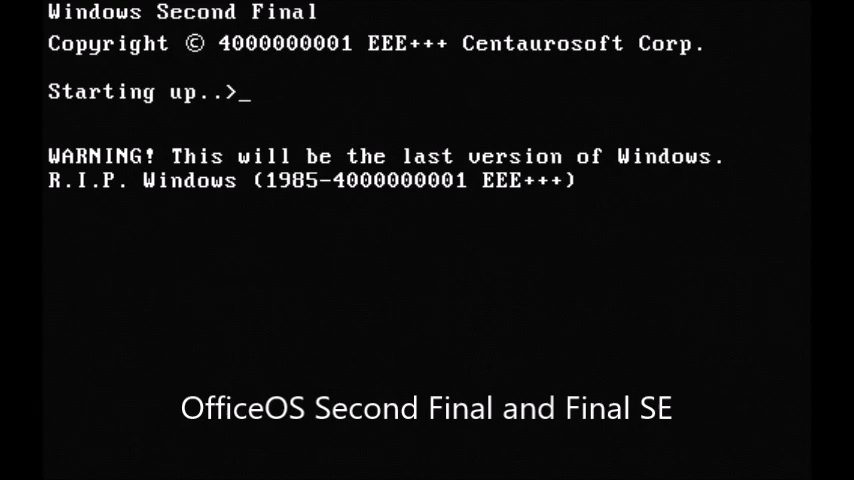 Windows Second Final
Copyright © 4000000001 EEE+++ Centaurosoft Corp.
Starting up..>_
WARNING! This will be the last version of Windows.
R.I.P. Windows (1985-4000000001 EEE+++)
OfficeOS Second Final and Final SE